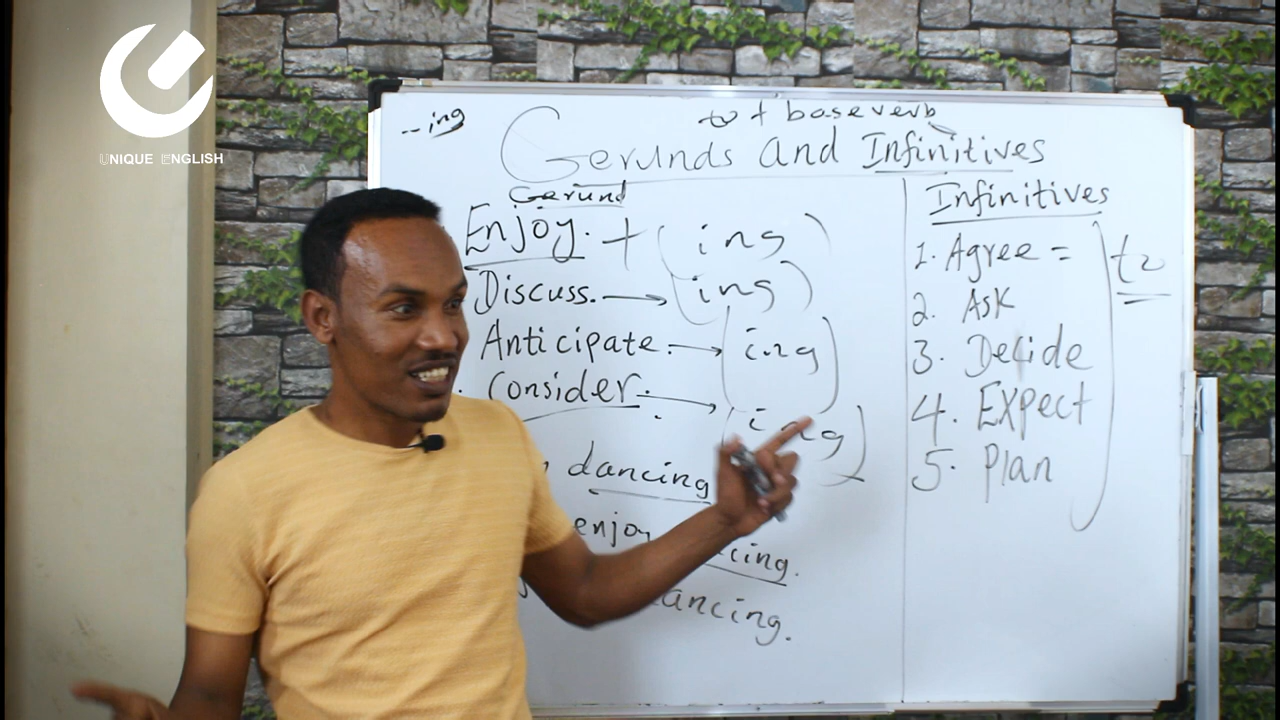 UNIQUE ENGLISH
--ing
to + base verb
Gerunds and Infinitives
Gerund
Enjoy. + (ing)
Discuss. → (ing)
Anticipate. → (ing)
Consider. → (ing)
dancing
enjoy cing.
ancing.
Infinitives
1. Agree =
2. Ask
3. Decide
4. Expect
5. Plan
to